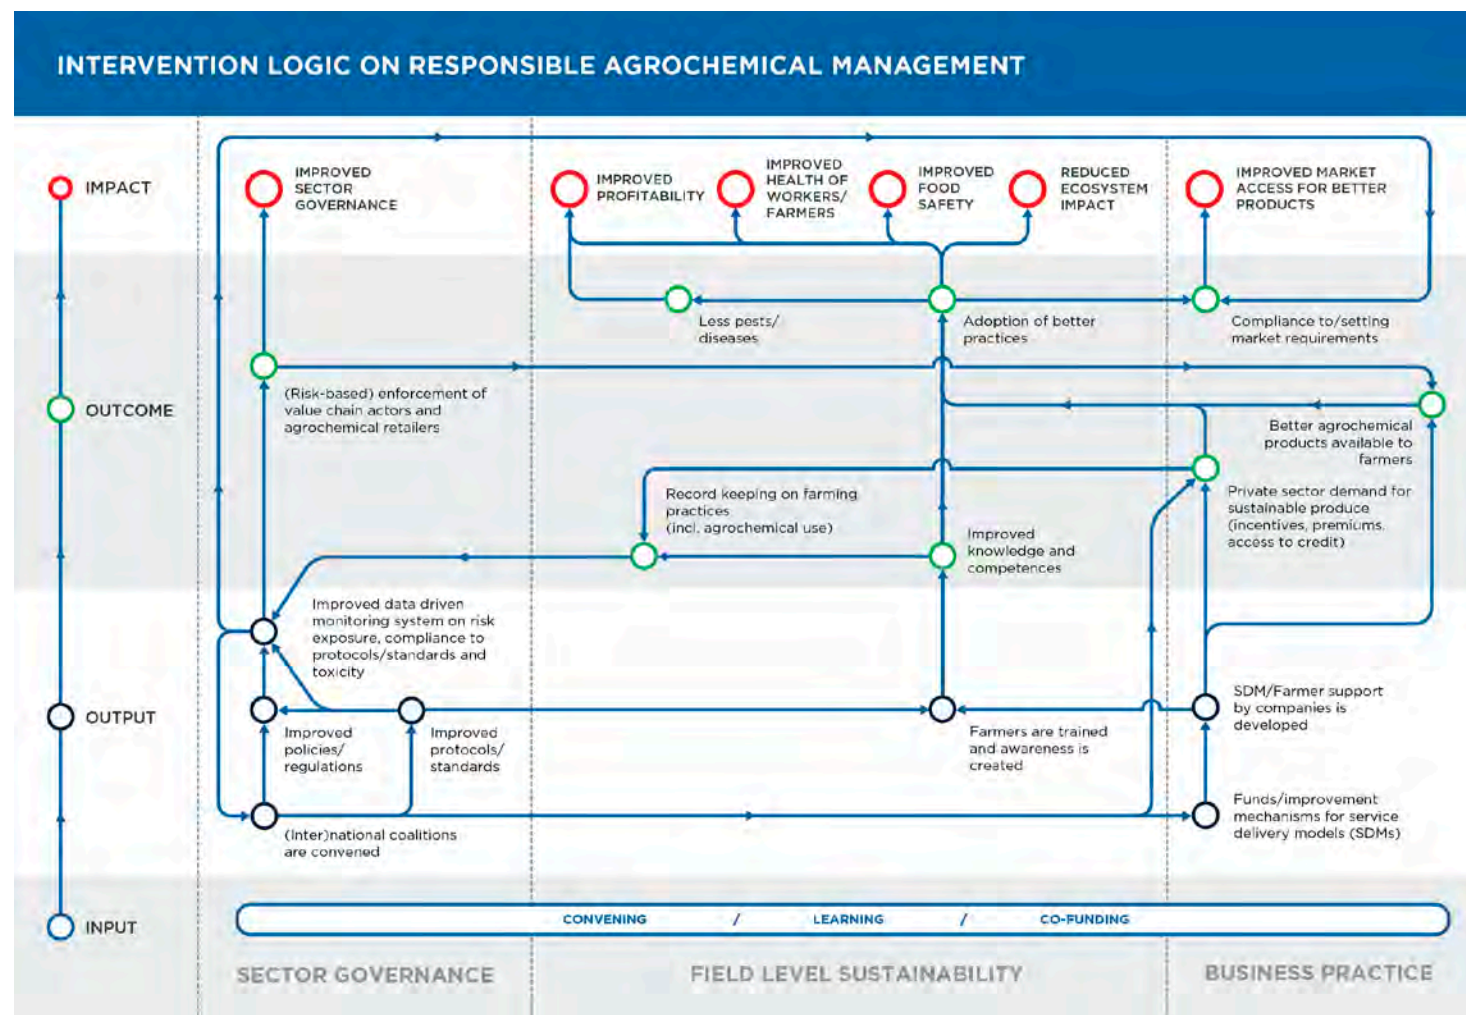 INTERVENTION LOGIC ON RESPONSIBLE AGROCHEMICAL MANAGEMENT
IMPACT
IMPROVED
SECTOR
GOVERNANCE
IMPROVED
PROFITABILITY
IMPROVED
HEALTH OF
WORKERS/
FARMERS
IMPROVED
FOOD
SAFETY
REDUCED
ECOSYSTEM
IMPACT
IMPROVED MARKET
ACCESS FOR BETTER
PRODUCTS
Less pests/
diseases
Adoption of better
practices
Compliance to/setting
market requirements
OUTCOME
(Risk-based) enforcement of
value chain actors and
agrochemical retailers
Better agrochemical
products available to
farmers
Record keeping on farming
practices
(incl. agrochemical use)
Private sector demand for
sustainable produce
(incentives, premiums,
access to credit)
Improved
knowledge and
competences
Improved data driven
monitoring system on risk
exposure, compliance to
protocols/standards and
toxicity
OUTPUT
Improved
policies/
regulations
Improved
protocols/
standards
Farmers are trained
and awareness is
created
SDM/Farmer support
by companies is
developed
(Inter)national coalitions
are convened
Funds/improvement
mechanisms for service
delivery models (SDMs)
INPUT
CONVENING / LEARNING / CO-FUNDING
SECTOR GOVERNANCE
FIELD LEVEL SUSTAINABILITY
BUSINESS PRACTICE